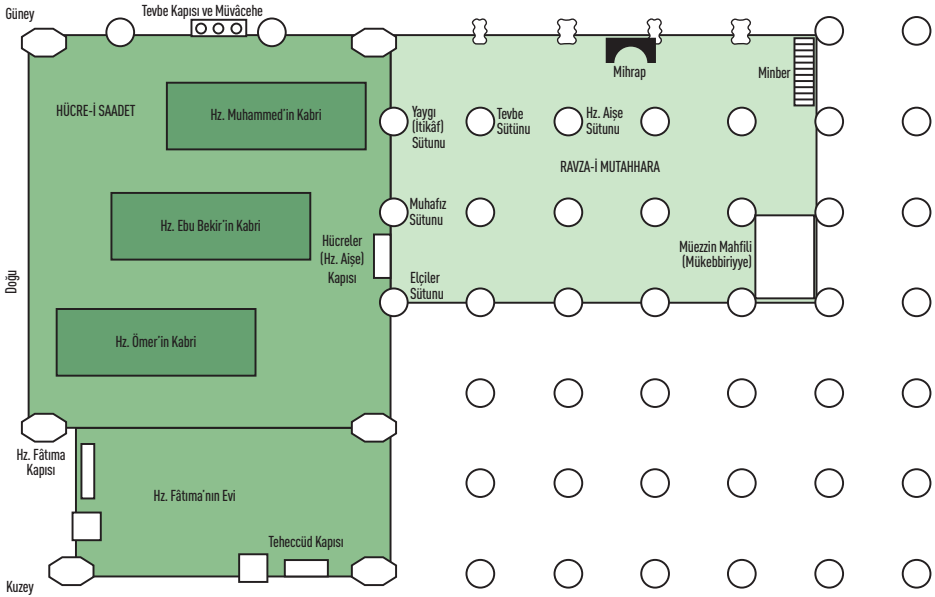 Güney
Tevbe Kapısı ve Müvâcehe
HÜCRE-İ SAADET
Hz. Muhammed'in Kabri
Hz. Ebu Bekir'in Kabri
Hz. Ömer'in Kabri
Doğu
Hücreler
(Hz. Aişe)
Kapısı
Yaygı
(İtikâf)
Sütunu
Tevbe
Sütünu
Hz. Aişe
Sütunu
Mihrap
Minber
RAVZA-İ MUTAHHARA
Muhafız
Sütunu
Elçiler
Sütunu
Müezzin Mahfili
(Mükebbiriyye)
Hz. Fâtıma
Kapısı
Hz. Fâtıma'nın Evi
Teheccüd Kapısı
Kuzey